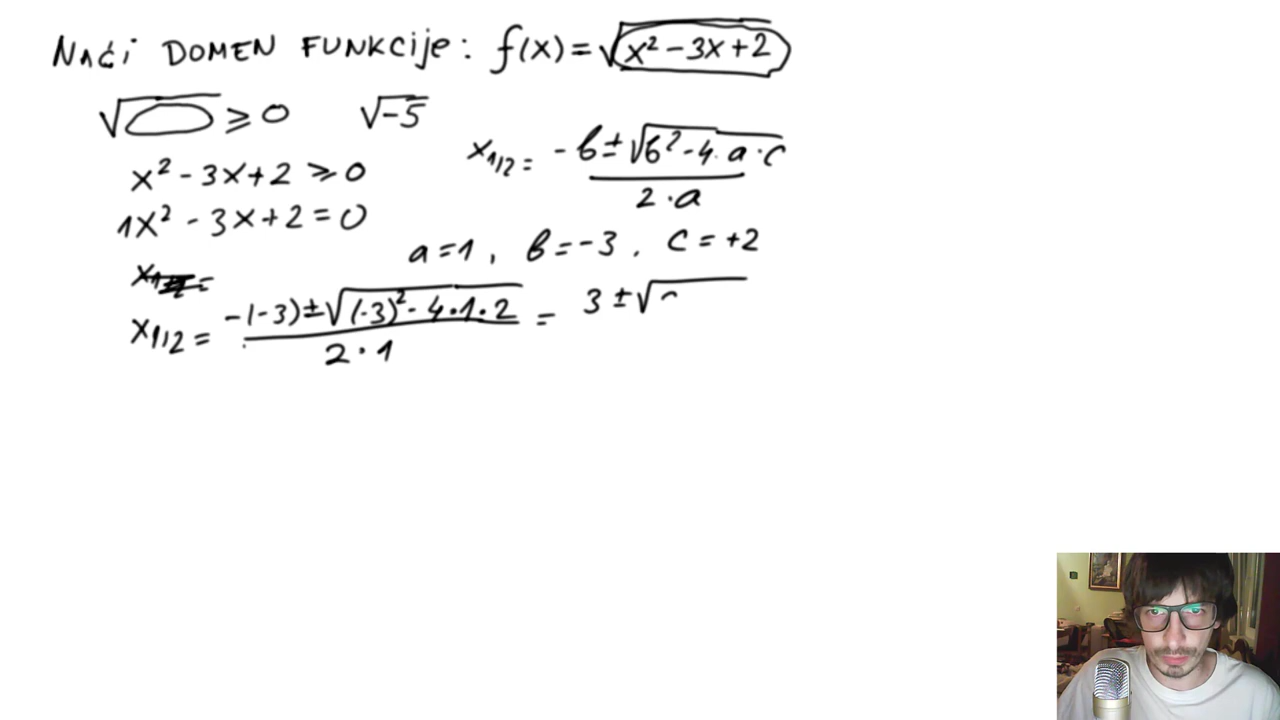 NAći DOMEN FUNKCije: f(x) = √(x² - 3x + 2)
√ ≥ 0 √-5
x² - 3x + 2 ≥ 0
x₁/₂ = (-b ± √(b² - 4·a·c)) / (2·a)
1x² - 3x + 2 = 0
a = 1, b = -3, c = +2
x₁,₂ = (-(-3) ± √((-3)² - 4·1·2)) / (2·1) = 3 ± √